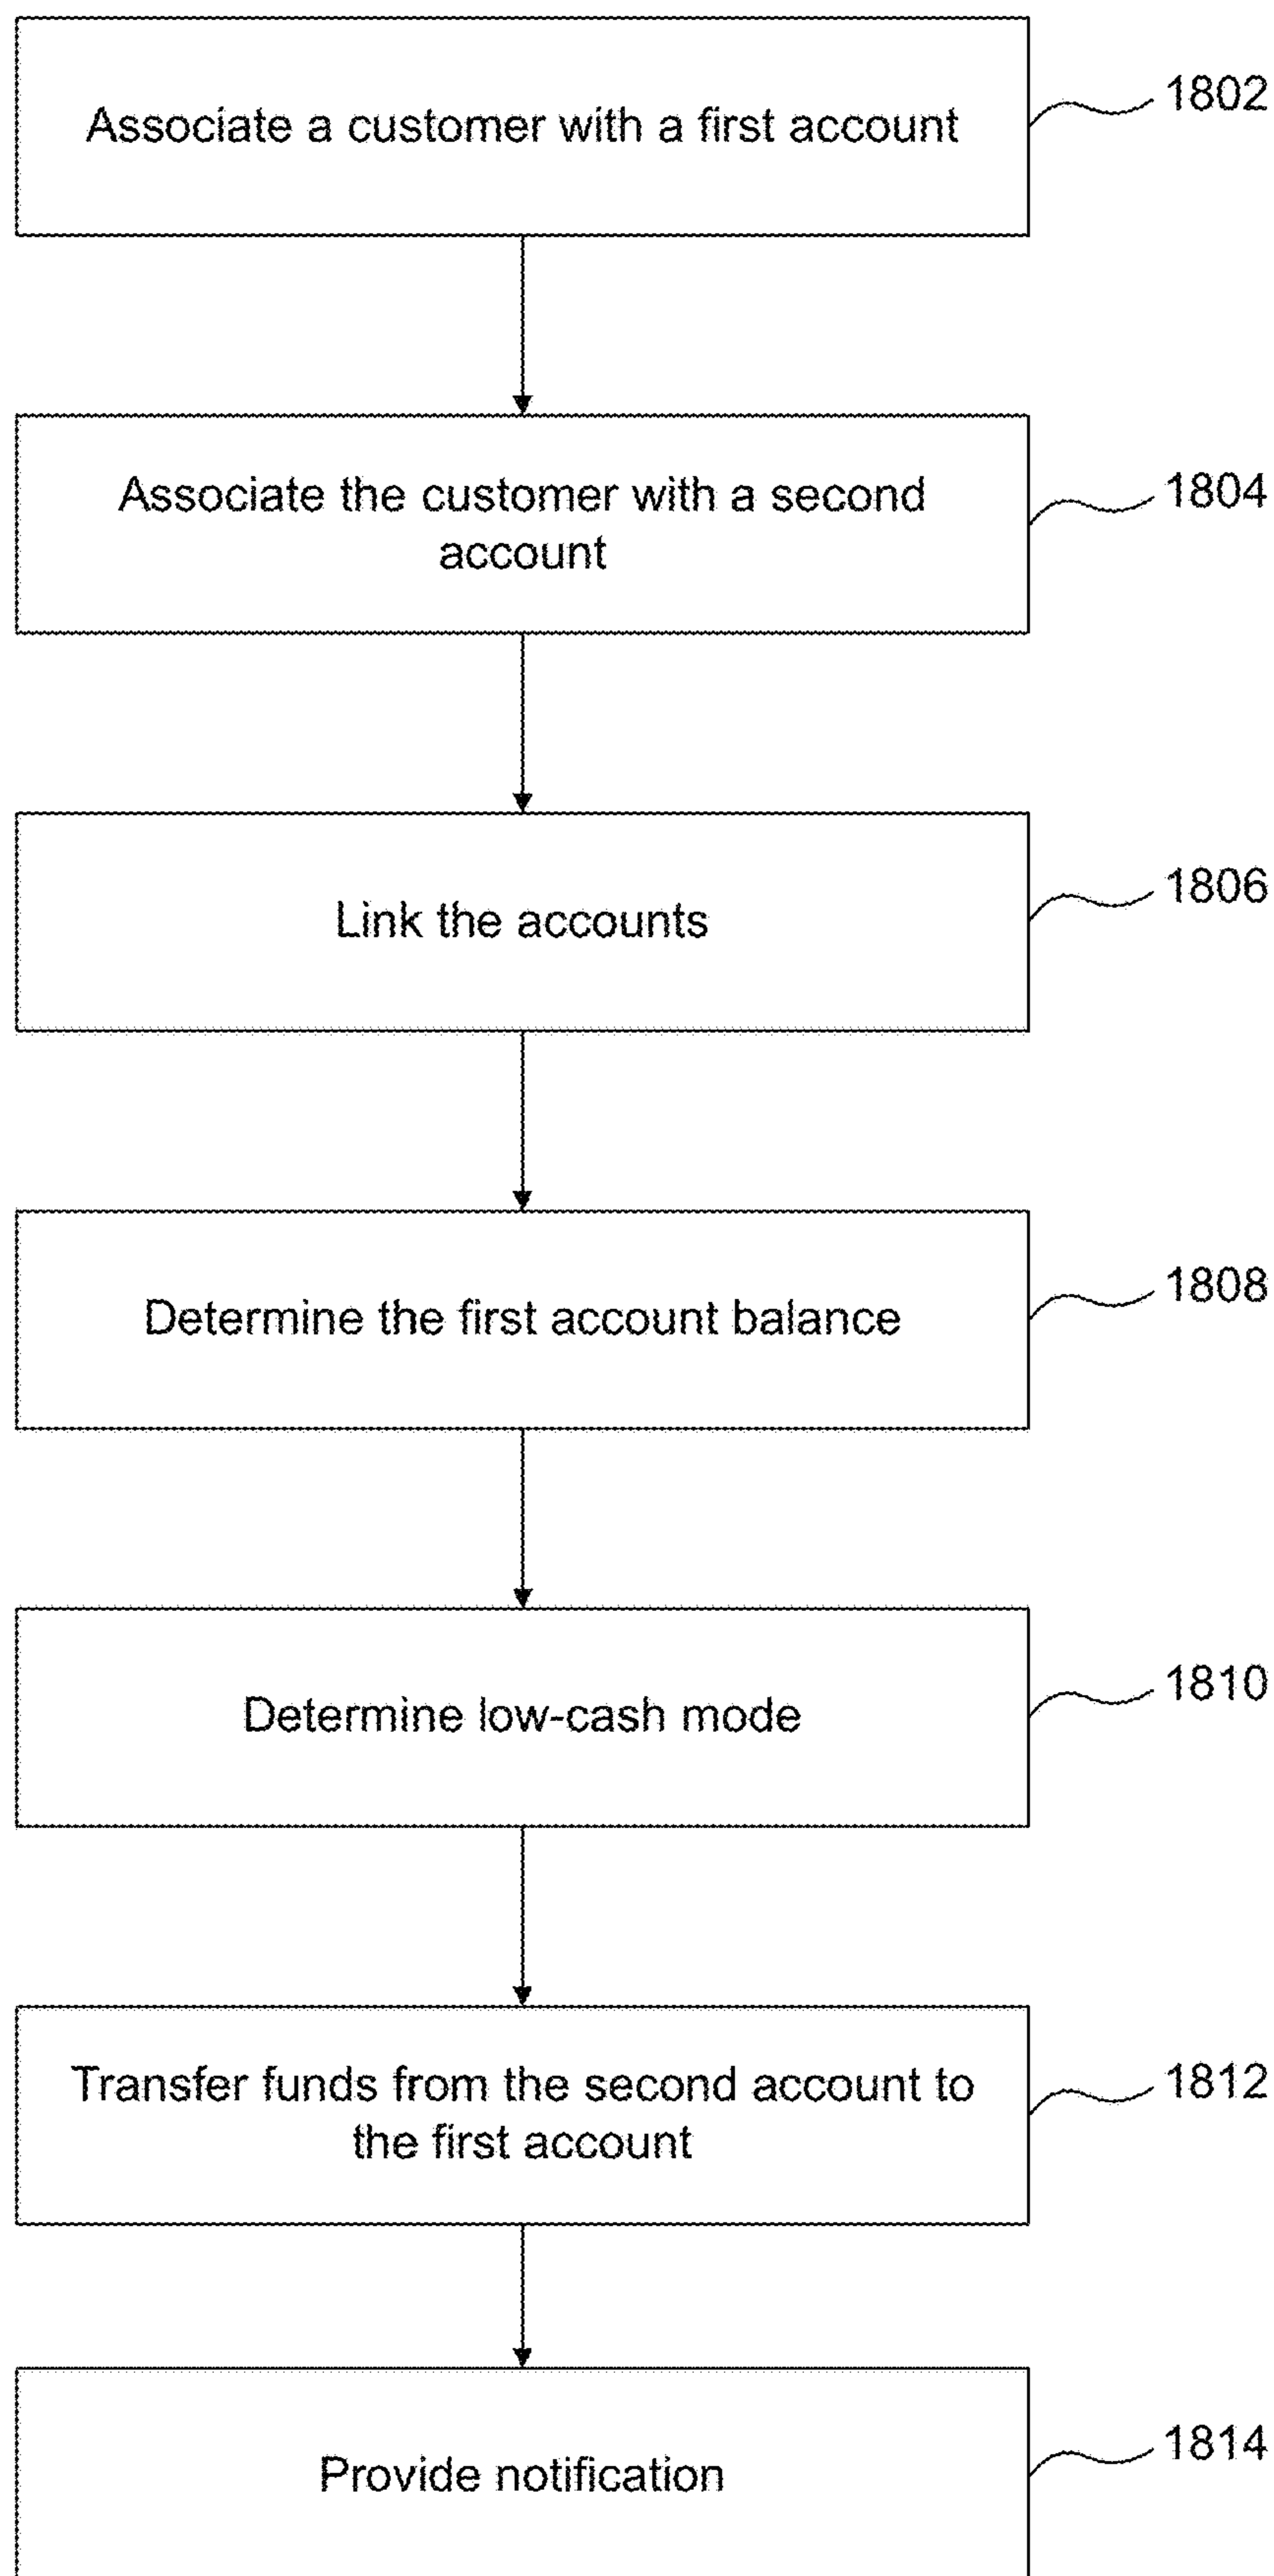 Associate a customer with a first account
1802
Associate the customer with a second
account
1804
Link the accounts
1806
Determine the first account balance
1808
Determine low-cash mode
1810
Transfer funds from the second account to
the first account
1812
Provide notification
1814